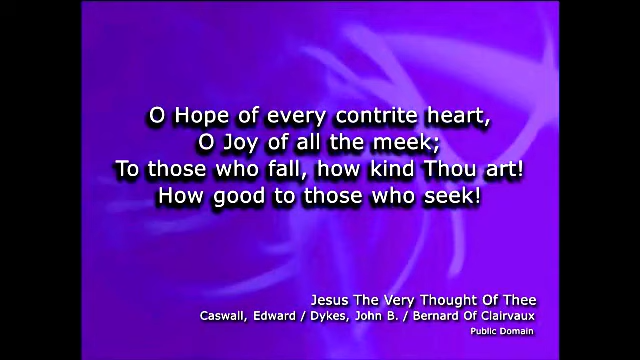 O Hope of every contrite heart,
O Joy of all the meek;
To those who fall, how kind Thou art!
How good to those who seek!
Jesus The Very Thought Of Thee
Caswall, Edward / Dykes, John B. / Bernard Of Clairvaux
Public Domain